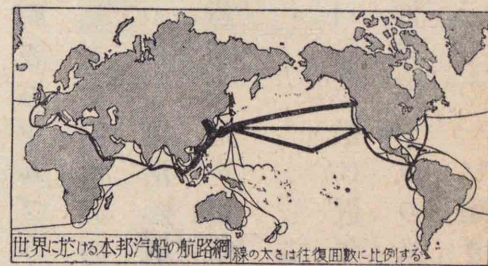 世界に於ける本邦汽船の航路網
線の太さは往復回數に比例する